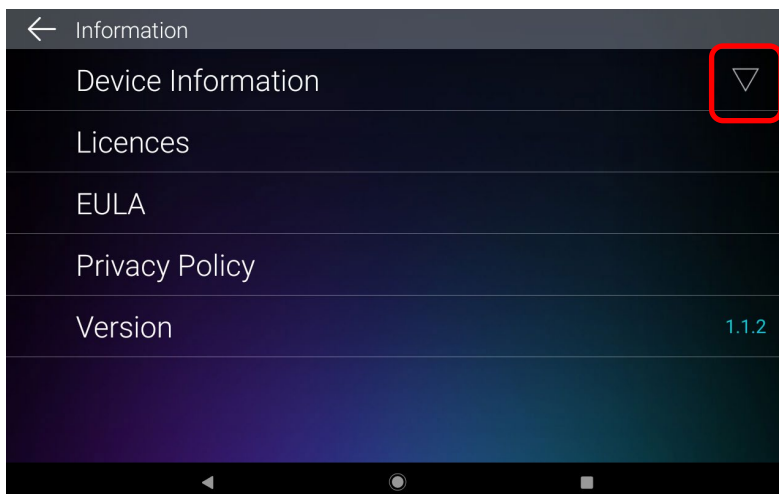 Information
Device Information
Licences
EULA
Privacy Policy
Version 1.1.2